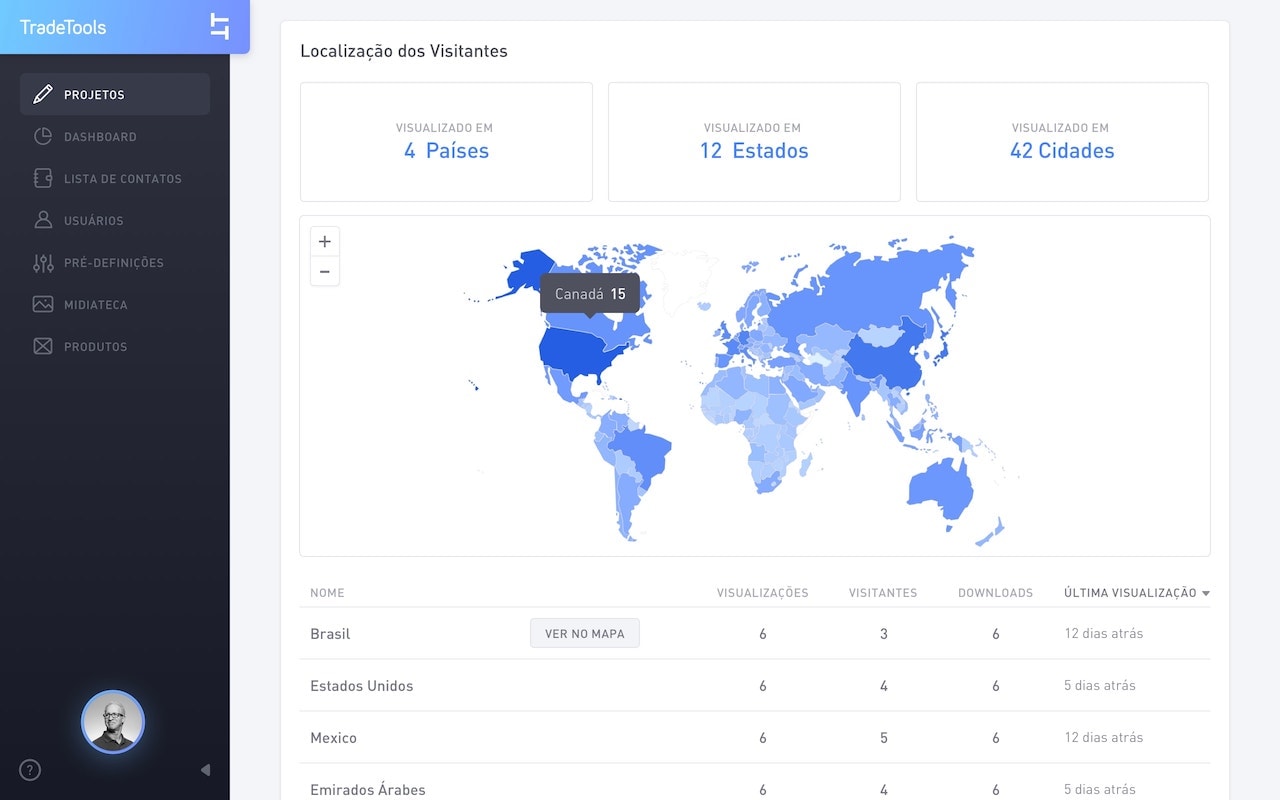 TradeTools
PROJETOS
DASHBOARD
LISTA DE CONTATOS
USUÁRIOS
PRÉ-DEFINIÇÕES
MIDIATECA
PRODUTOS
?
Localização dos Visitantes
VISUALIZADO EM
4 Países
VISUALIZADO EM
12 Estados
VISUALIZADO EM
42 Cidades
+
−
Canadá 15
NOME VISUALIZAÇÕES VISITANTES DOWNLOADS ÚLTIMA VISUALIZAÇÃO
Brasil VER NO MAPA 6 3 6 12 dias atrás
Estados Unidos 6 4 6 5 dias atrás
Mexico 6 5 6 12 dias atrás
Emirados Árabes 6 4 6 5 dias atrás